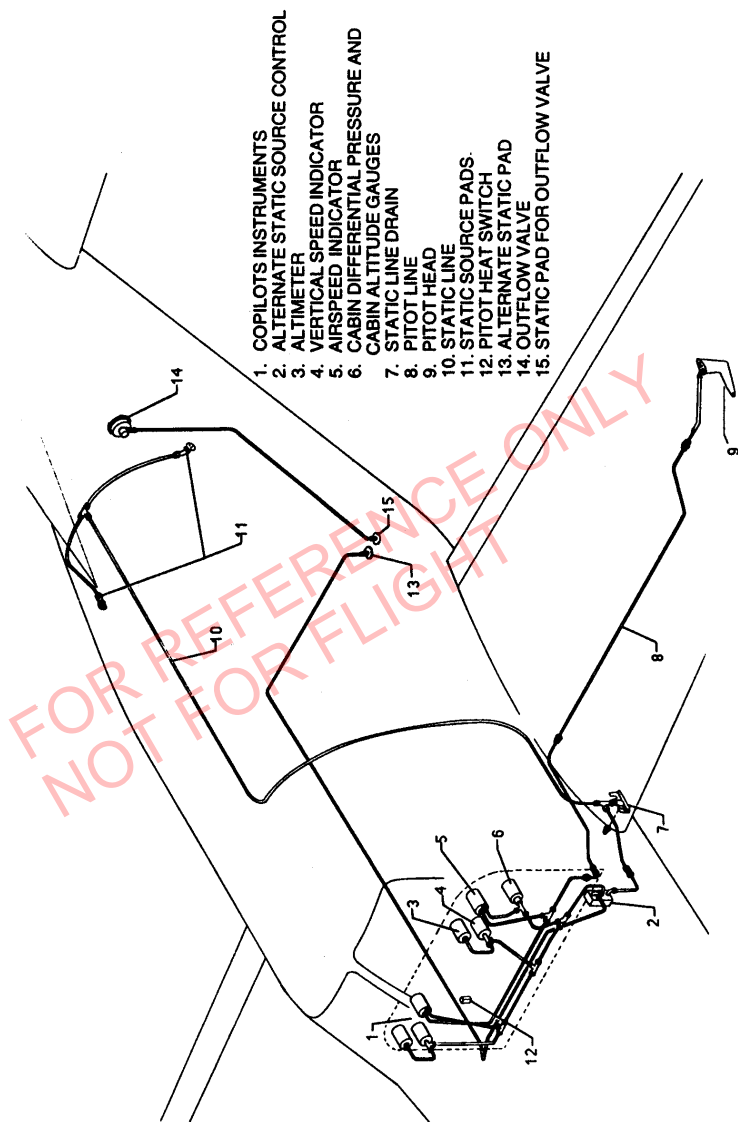 1. COPILOTS INSTRUMENTS
2. ALTERNATE STATIC SOURCE CONTROL
3. ALTIMETER
4. VERTICAL SPEED INDICATOR
5. AIRSPEED INDICATOR
6. CABIN DIFFERENTIAL PRESSURE AND
CABIN ALTITUDE GAUGES
7. STATIC LINE DRAIN
8. PITOT LINE
9. PITOT HEAD
10. STATIC LINE
11. STATIC SOURCE PADS.
12. PITOT HEAT SWITCH
13. ALTERNATE STATIC PAD
14. OUTFLOW VALVE
15. STATIC PAD FOR OUTFLOW VALVE
14
11
15
13
10
8
9
5
6
4
3
7
2
1
12
FOR REFERENCE ONLY
NOT FOR FLIGHT